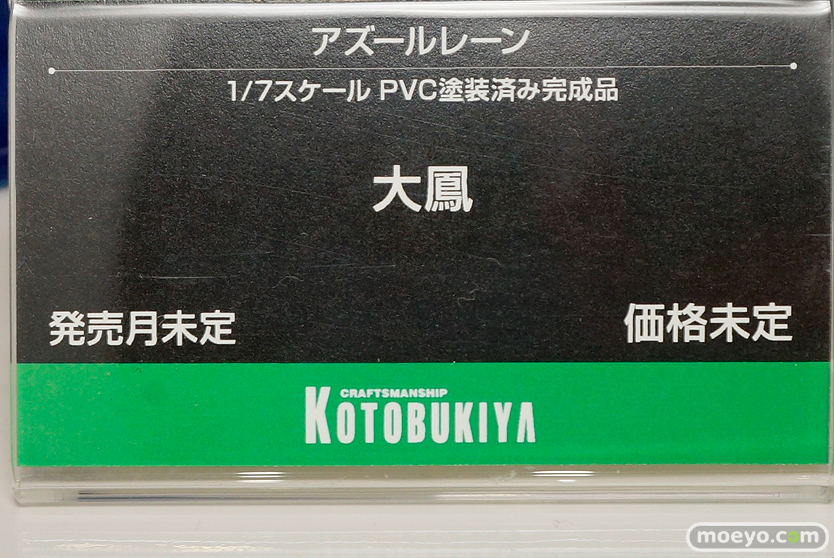 アズールレーン
1/7スケール PVC塗装済み完成品
大鳳
発売月未定
価格未定
CRAFTSMANSHIP
KOTOBUKIYA
moeyo.com